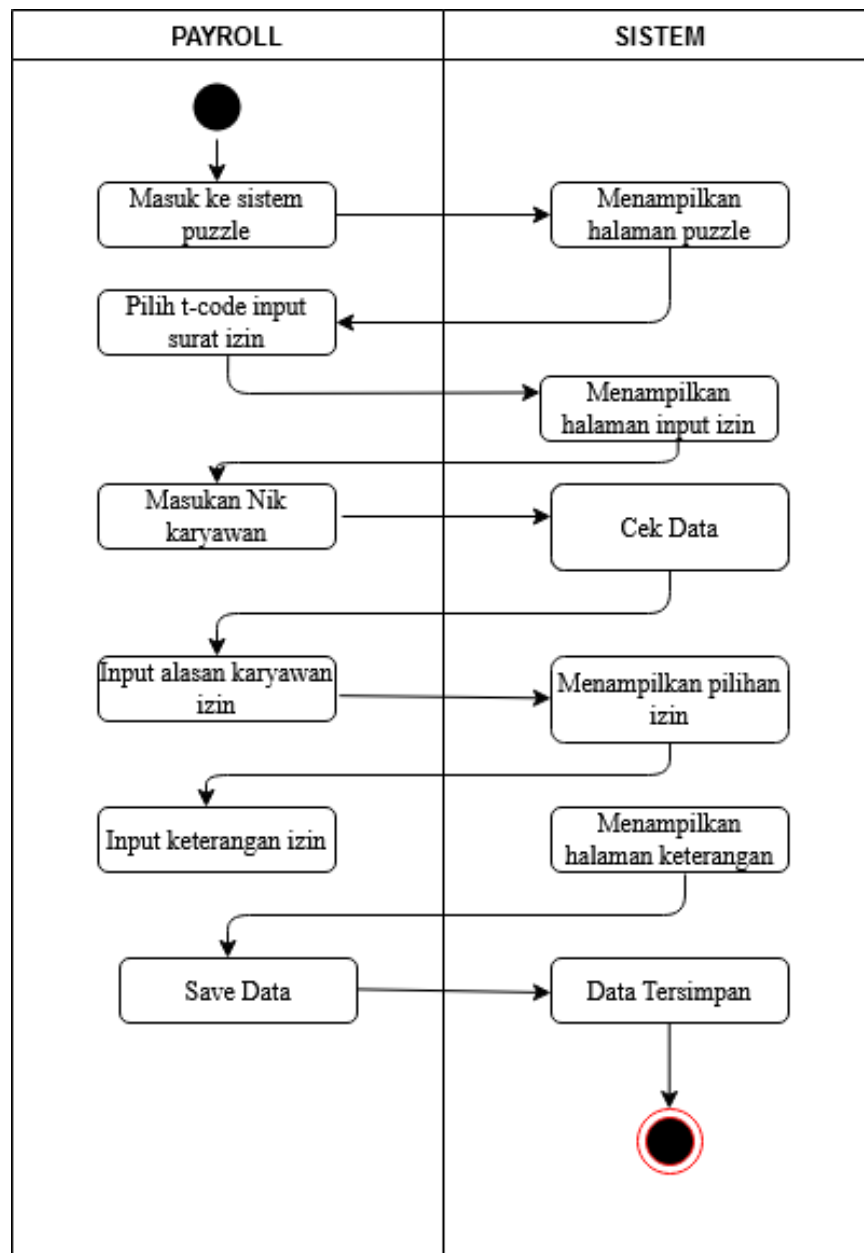 PAYROLL
SISTEM
Masuk ke sistem
puzzle
Menampilkan
halaman puzzle
Pilih t-code input
surat izin
Menampilkan
halaman input izin
Masukan Nik
karyawan
Cek Data
Input alasan karyawan
izin
Menampilkan pilihan
izin
Input keterangan izin
Menampilkan
halaman keterangan
Save Data
Data Tersimpan